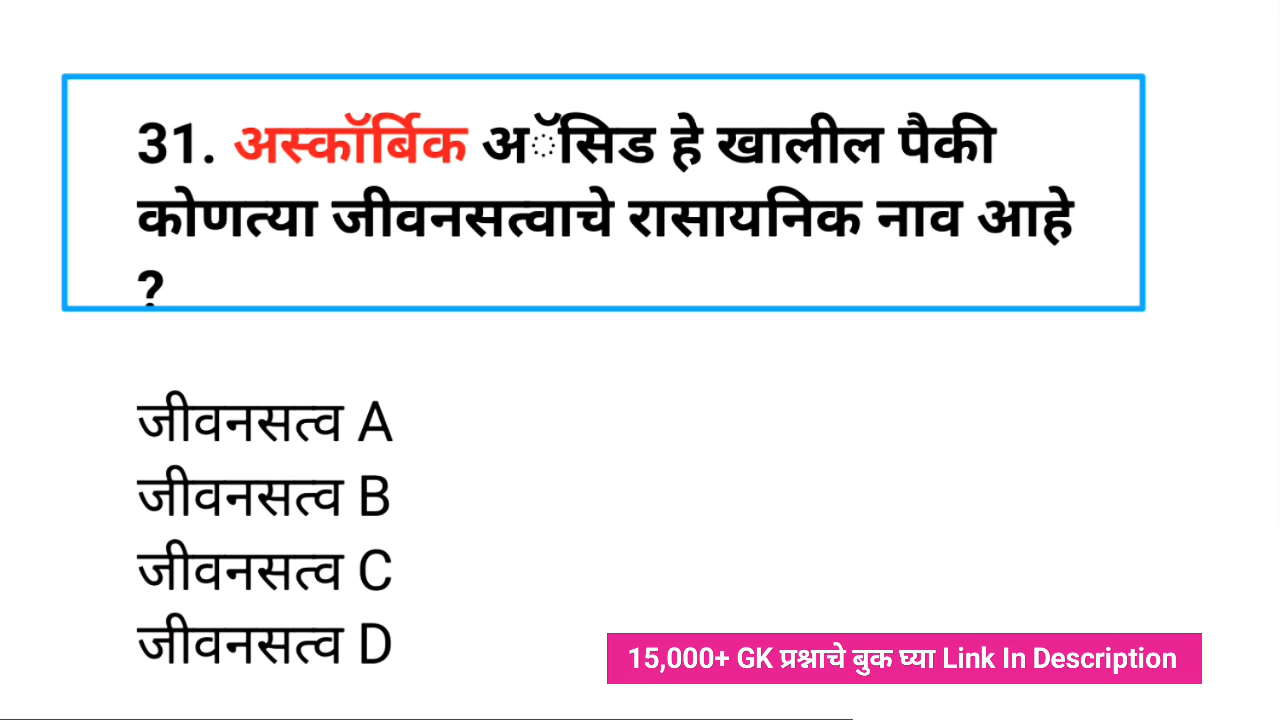 31. अस्कॉर्बिक अॅसिड हे खालील पैकी
कोणत्या जीवनसत्वाचे रासायनिक नाव आहे
?
जीवनसत्व A
जीवनसत्व B
जीवनसत्व C
जीवनसत्व D
15,000+ GK प्रश्नाचे बुक घ्या Link In Description